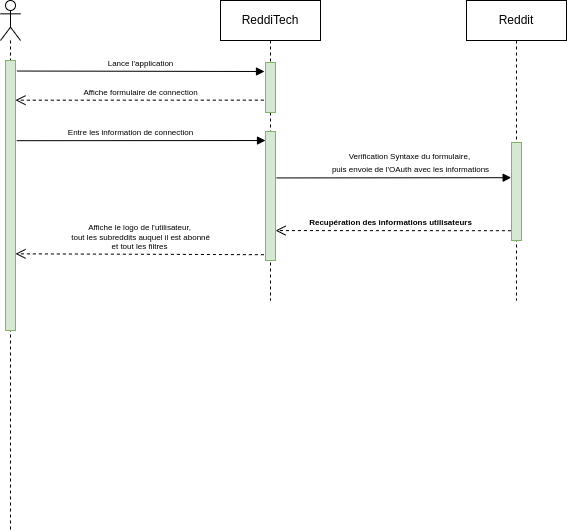 ReddiTech
Reddit
Lance l'application
Affiche formulaire de connection
Entre les information de connection
Verification Syntaxe du formulaire,
puis envoie de l'OAuth avec les informations
Recupération des informations utilisateurs
Affiche le logo de l'utilisateur,
tout les subreddits auquel il est abonné
et tout les filtres